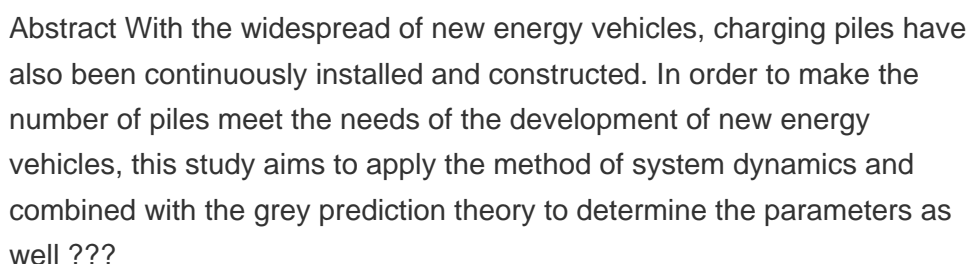 Abstract With the widespread of new energy vehicles, charging piles have
also been continuously installed and constructed. In order to make the
number of piles meet the needs of the development of new energy
vehicles, this study aims to apply the method of system dynamics and
combined with the grey prediction theory to determine the parameters as
well ???